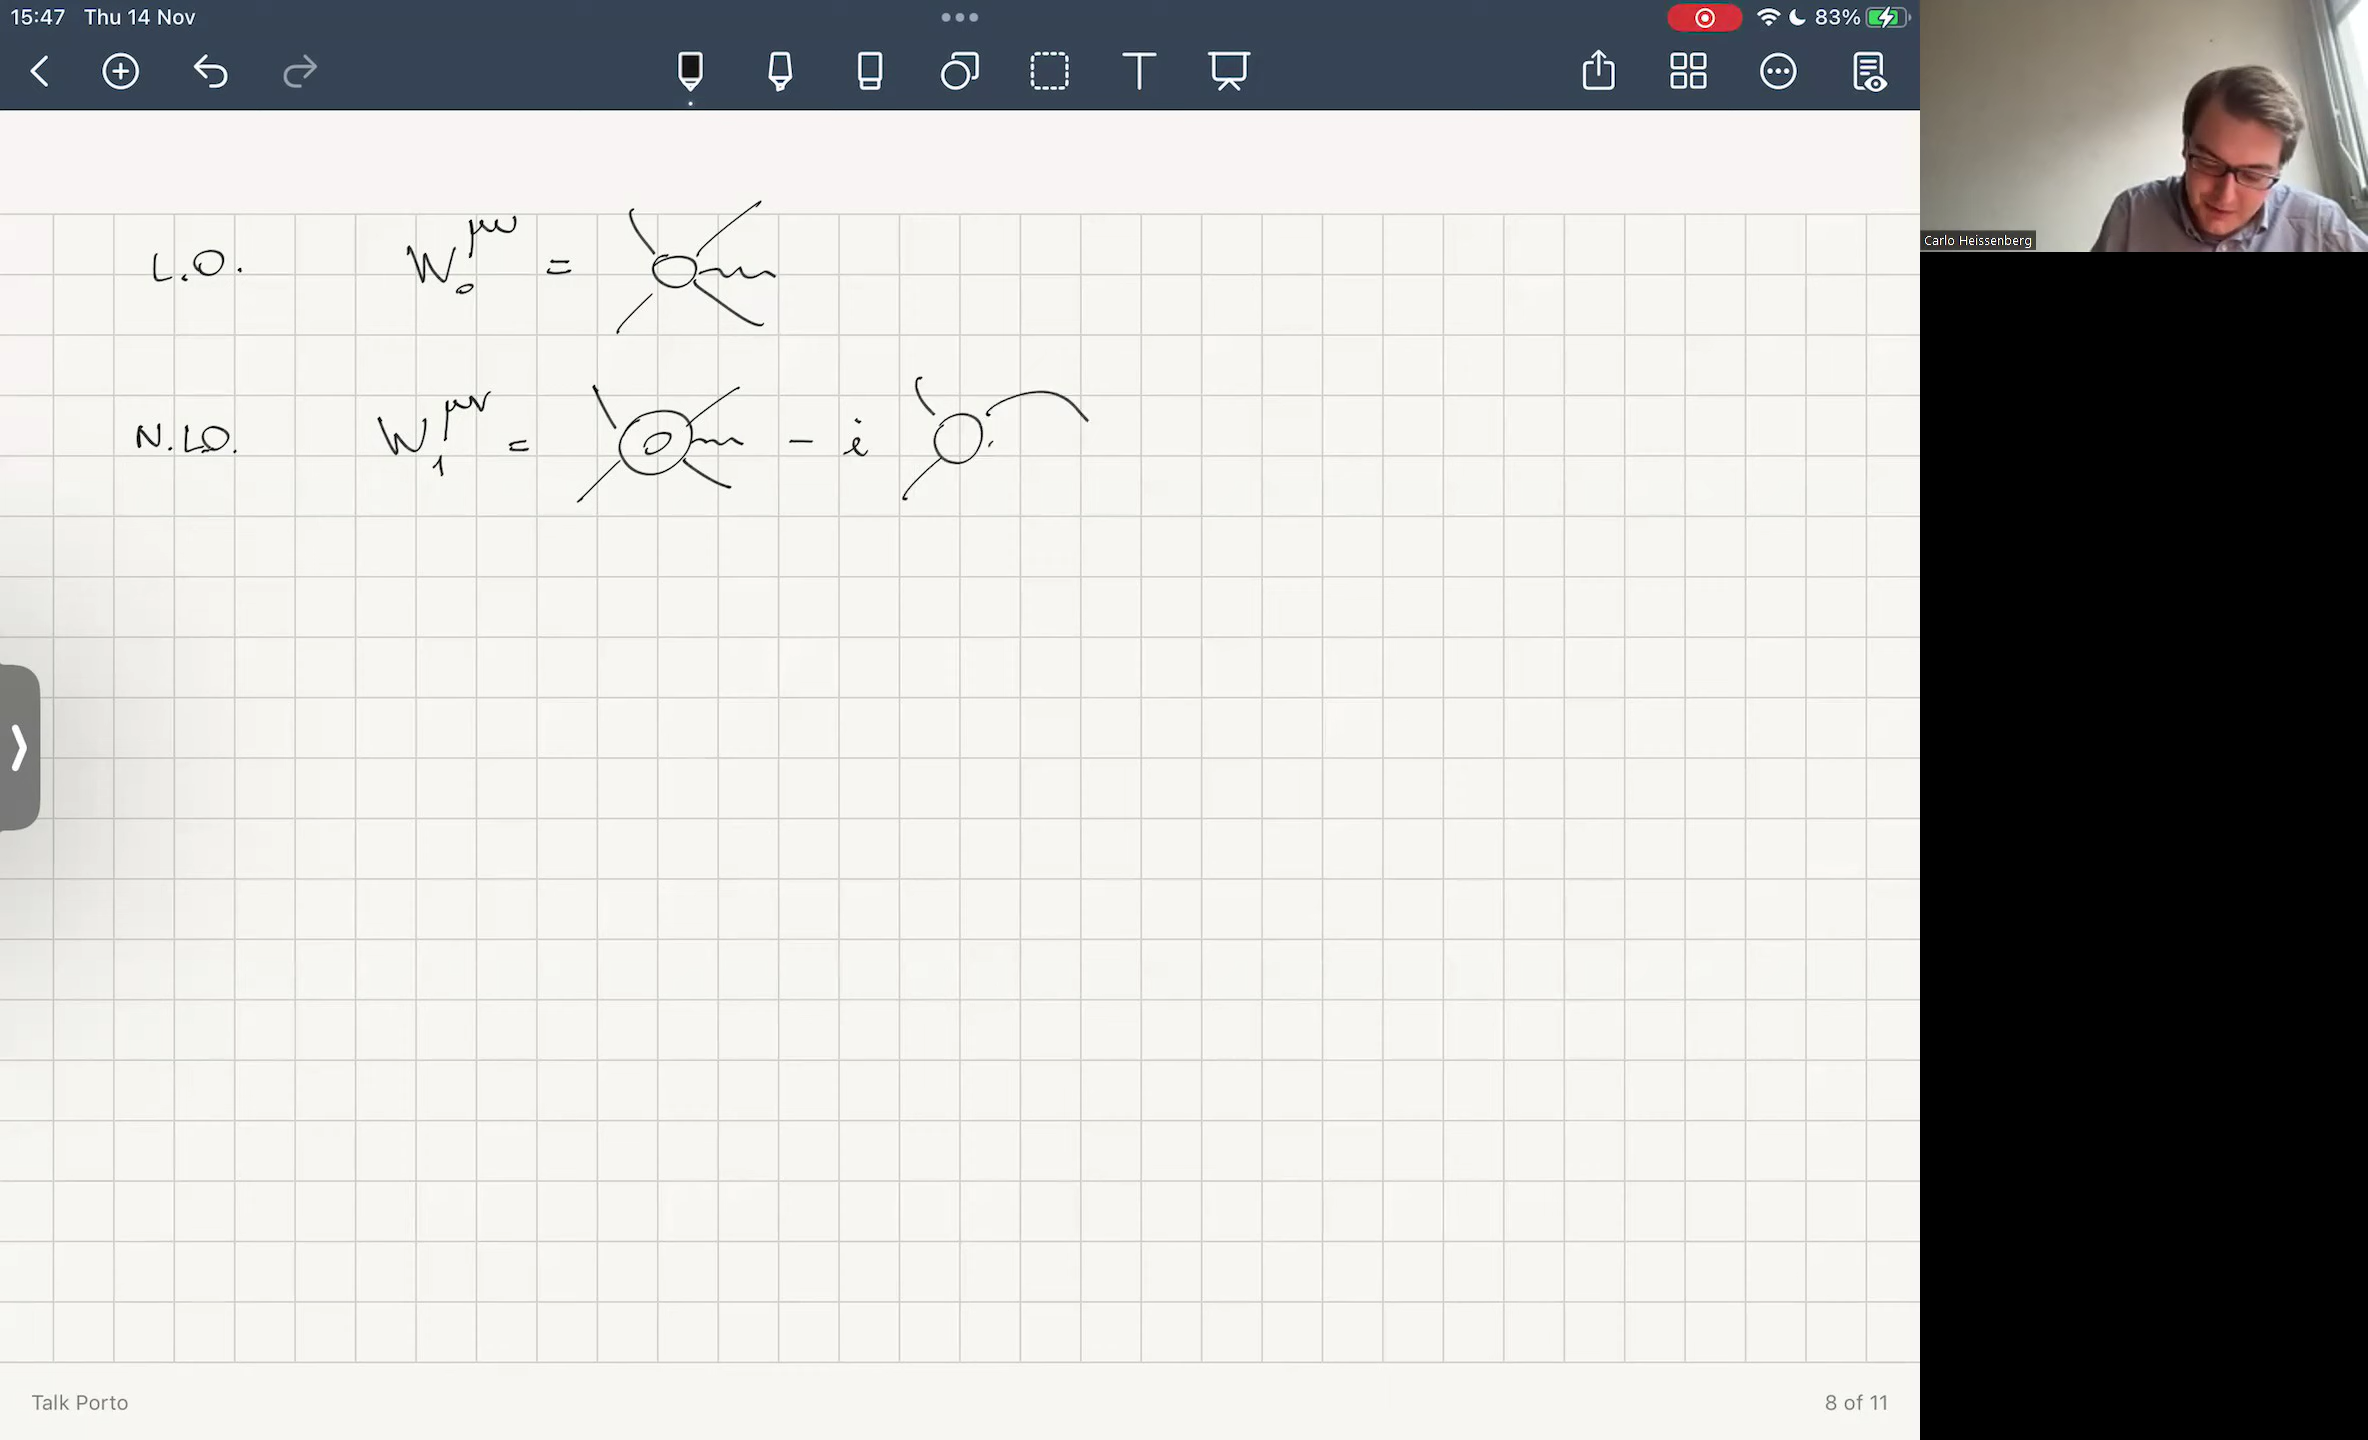 15:47 Thu 14 Nov 83%
Carlo Heissenberg
L.O. W₀^μν =
N.LO. W₁^μν = - i
Talk Porto 8 of 11